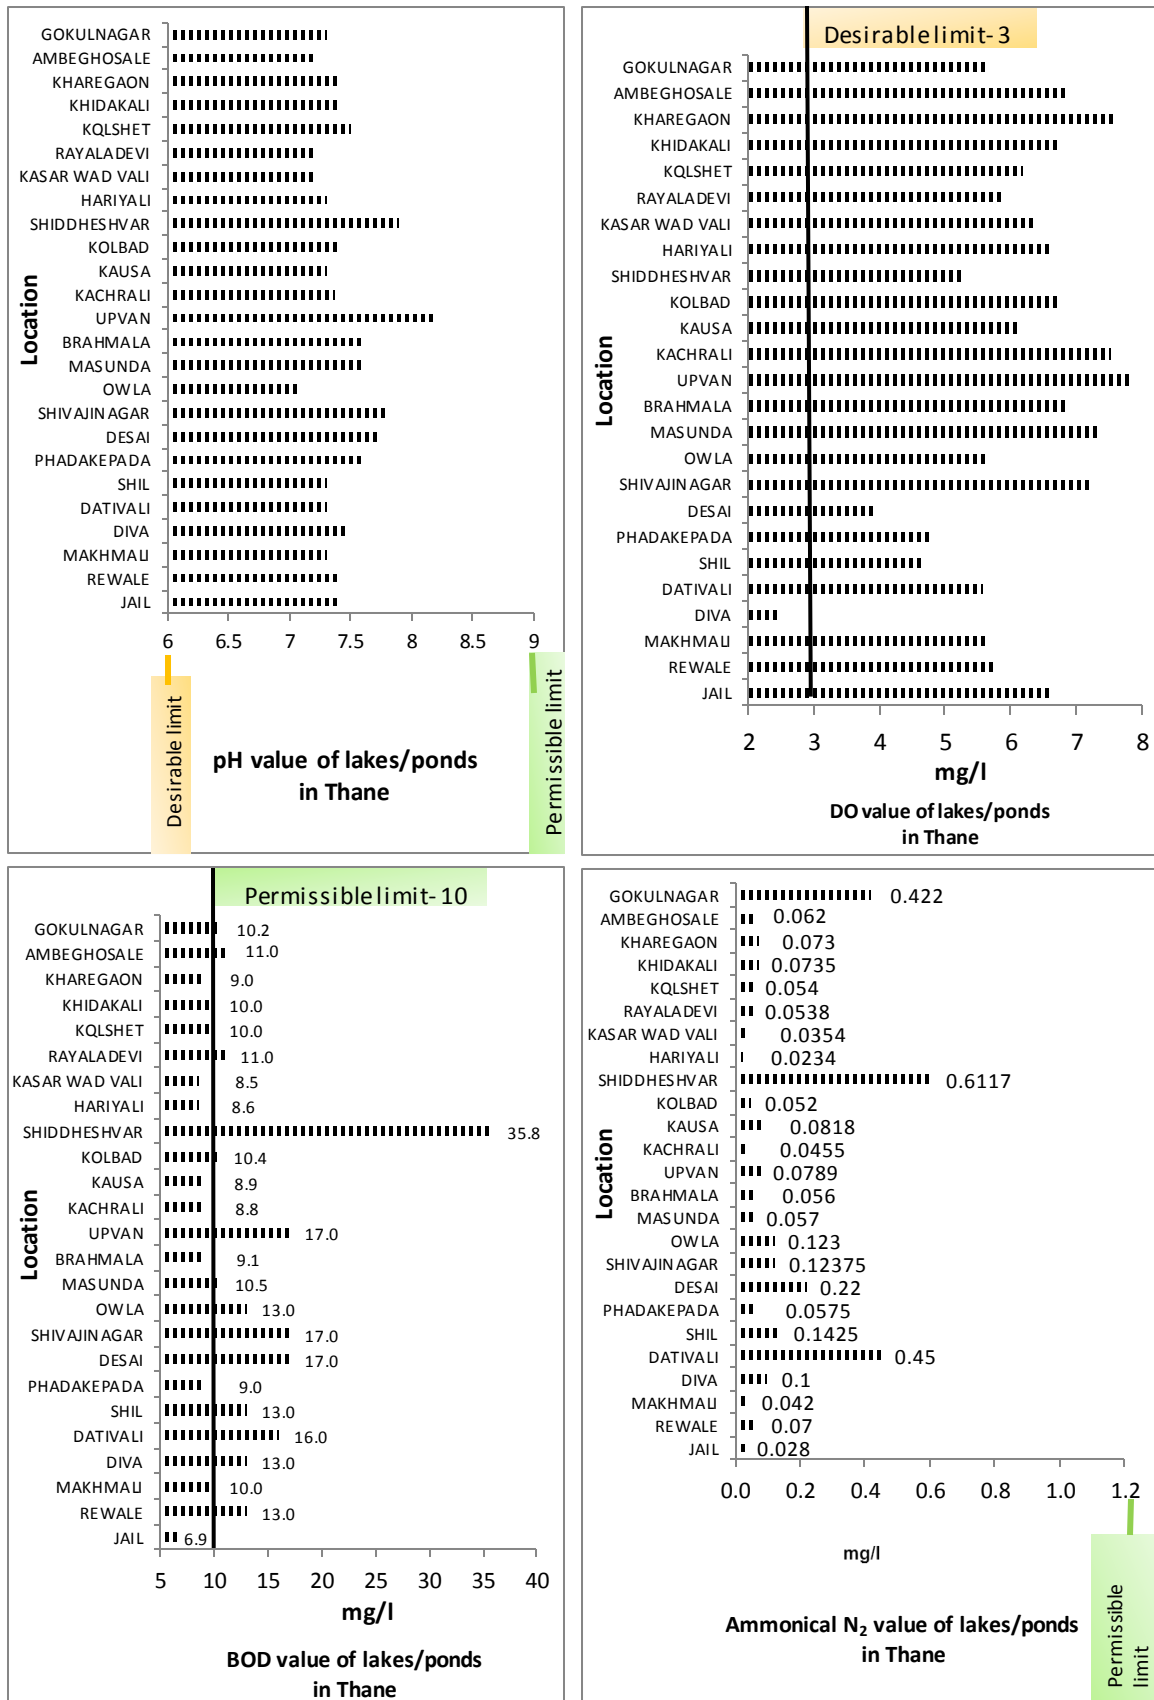 GOKULNAGAR
AMBEGHOSALE
KHAREGAON
KHIDAKALI
KQLSHET
RAYALADEVI
KASAR WAD VALI
HARIYALI
SHIDDHESHVAR
KOLBAD
KAUSA
KACHRALI
UPVAN
BRAHMALA
MASUNDA
OWLA
SHIVAJINAGAR
DESAI
PHADAKEPADA
SHIL
DATIVALI
DIVA
MAKHMALI
REWALE
JAIL
Location
6 6.5 7 7.5 8 8.5 9
Desirable limit
Permissible limit
pH value of lakes/ponds
in Thane
Desirable limit- 3
GOKULNAGAR
AMBEGHOSALE
KHAREGAON
KHIDAKALI
KQLSHET
RAYALADEVI
KASAR WAD VALI
HARIYALI
SHIDDHESHVAR
KOLBAD
KAUSA
KACHRALI
UPVAN
BRAHMALA
MASUNDA
OWLA
SHIVAJINAGAR
DESAI
PHADAKEPADA
SHIL
DATIVALI
DIVA
MAKHMALI
REWALE
JAIL
Location
2 3 4 5 6 7 8
mg/l
DO value of lakes/ponds
in Thane
Permissible limit- 10
GOKULNAGAR 10.2
AMBEGHOSALE 11.0
KHAREGAON 9.0
KHIDAKALI 10.0
KQLSHET 10.0
RAYALADEVI 11.0
KASAR WAD VALI 8.5
HARIYALI 8.6
SHIDDHESHVAR 35.8
KOLBAD 10.4
KAUSA 8.9
KACHRALI 8.8
UPVAN 17.0
BRAHMALA 9.1
MASUNDA 10.5
OWLA 13.0
SHIVAJINAGAR 17.0
DESAI 17.0
PHADAKEPADA 9.0
SHIL 13.0
DATIVALI 16.0
DIVA 13.0
MAKHMALI 10.0
REWALE 13.0
JAIL 6.9
Location
5 10 15 20 25 30 35 40
mg/l
BOD value of lakes/ponds
in Thane
GOKULNAGAR 0.422
AMBEGHOSALE 0.062
KHAREGAON 0.073
KHIDAKALI 0.0735
KQLSHET 0.054
RAYALADEVI 0.0538
KASAR WAD VALI 0.0354
HARIYALI 0.0234
SHIDDHESHVAR 0.6117
KOLBAD 0.052
KAUSA 0.0818
KACHRALI 0.0455
UPVAN 0.0789
BRAHMALA 0.056
MASUNDA 0.057
OWLA 0.123
SHIVAJINAGAR 0.12375
DESAI 0.22
PHADAKEPADA 0.0575
SHIL 0.1425
DATIVALI 0.45
DIVA 0.1
MAKHMALI 0.042
REWALE 0.07
JAIL 0.028
Location
0.0 0.2 0.4 0.6 0.8 1.0 1.2
mg/l
Permissible
limit
Ammonical N₂ value of lakes/ponds
in Thane